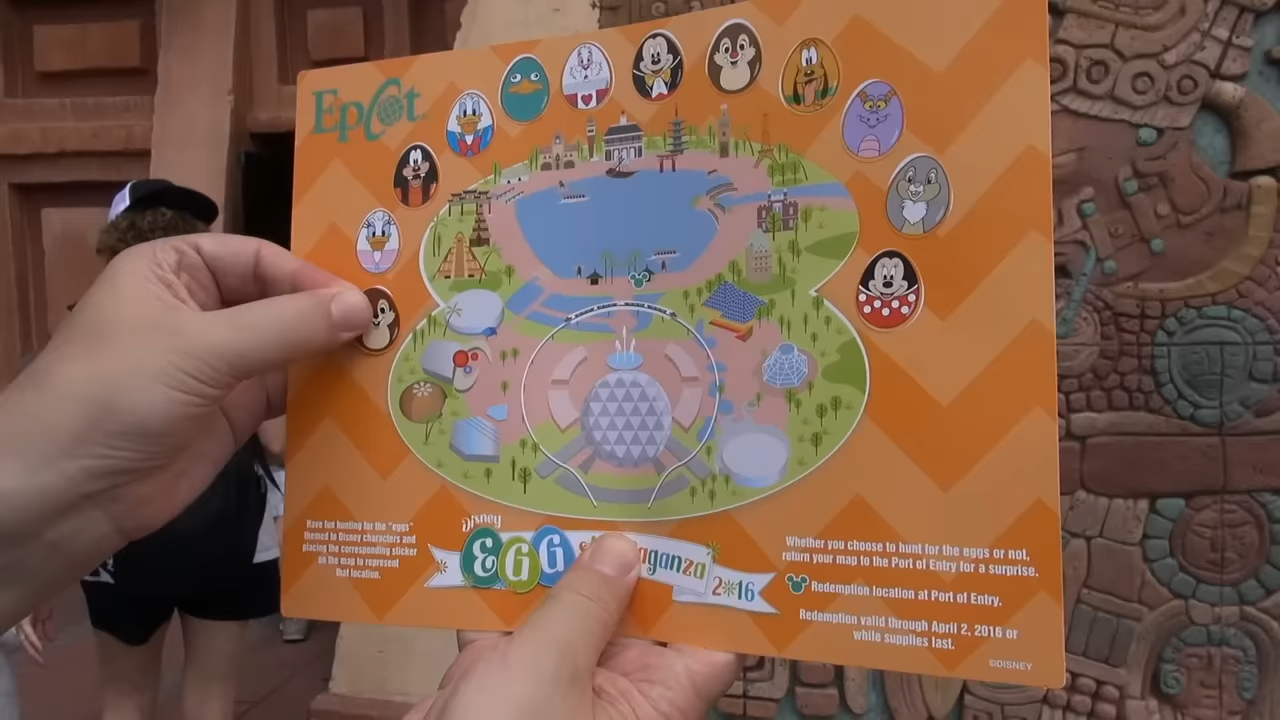 Epcot
Have fun hunting for the "eggs"
themed to Disney characters and
placing the corresponding sticker
on the map to represent
that location.
Disney
EGG
aganza
2016
Whether you choose to hunt for the eggs or not,
return your map to the Port of Entry for a surprise.
Redemption location at Port of Entry.
Redemption valid through April 2, 2016 or
while supplies last.
©DISNEY